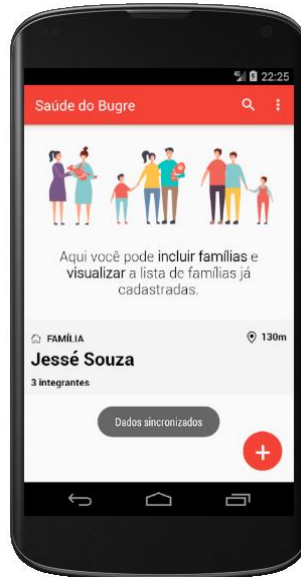 22:25
Saúde do Bugre
Aqui você pode incluir famílias e
visualizar a lista de famílias já
cadastradas.
FAMÍLIA
130m
Jessé Souza
3 integrantes
Dados sincronizados
+